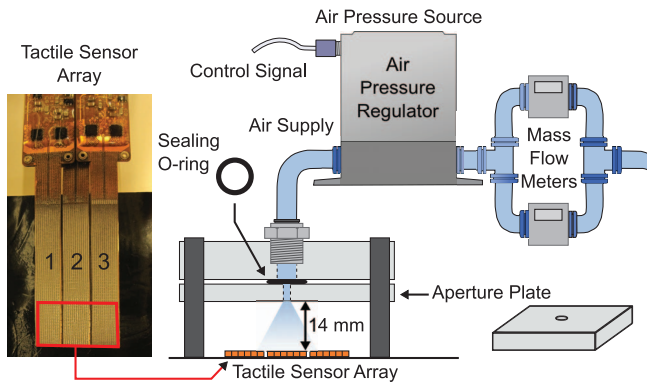 Air Pressure Source
Tactile Sensor
Array
Control Signal
Air
Pressure
Regulator
Sealing
O-ring
Air Supply
Mass
Flow
Meters
1 2 3
Aperture Plate
14 mm
Tactile Sensor Array